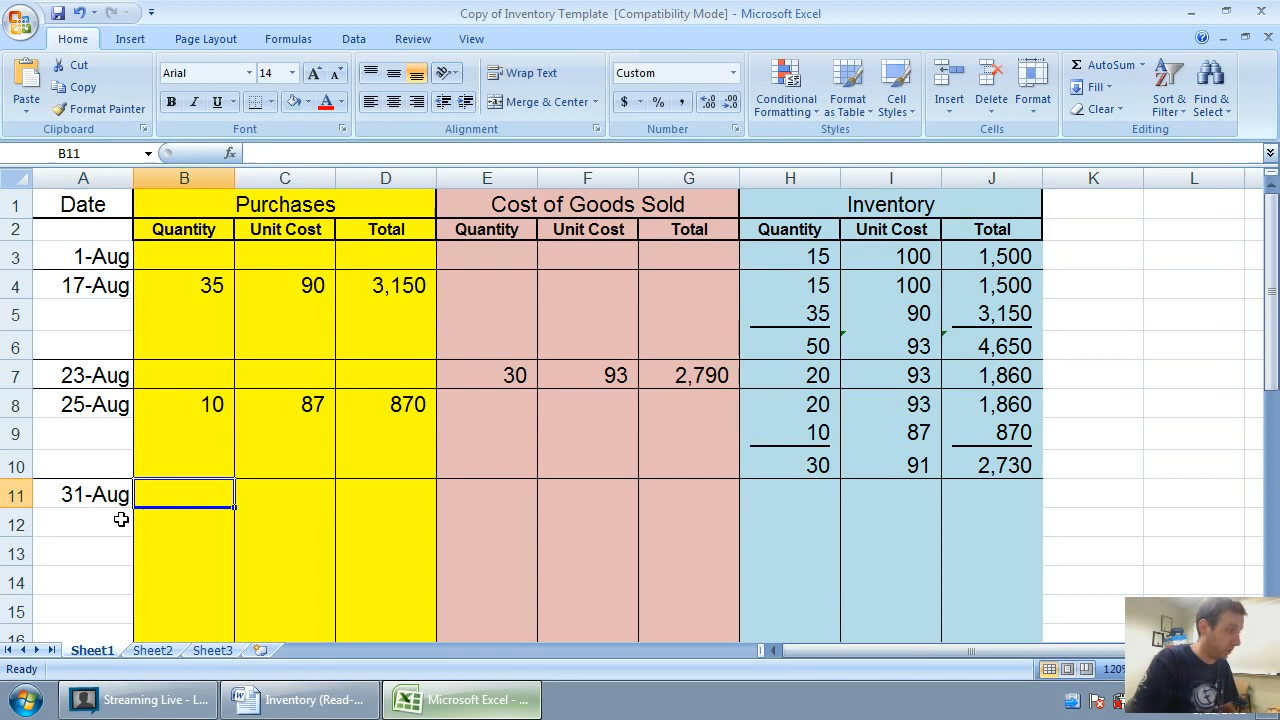 Copy of Inventory Template [Compatibility Mode] - Microsoft Excel
Home Insert Page Layout Formulas Data Review View
Paste Cut Copy Format Painter Clipboard
Arial 14 B I U A Font
Wrap Text Merge & Center Alignment
Custom $ % , Number
Conditional Formatting Format as Table Cell Styles Styles
Insert Delete Format Cells
Σ AutoSum Fill Clear Sort & Filter Find & Select Editing
B11 fx
A B C D E F G H I J K L
1 Date Purchases Cost of Goods Sold Inventory
2 Quantity Unit Cost Total Quantity Unit Cost Total Quantity Unit Cost Total
3 1-Aug 15 100 1,500
4 17-Aug 35 90 3,150 15 100 1,500
5 35 90 3,150
6 50 93 4,650
7 23-Aug 30 93 2,790 20 93 1,860
8 25-Aug 10 87 870 20 93 1,860
9 10 87 870
10 30 91 2,730
11 31-Aug
12
13
14
15
16
Sheet1 Sheet2 Sheet3
Ready 120%
Streaming Live - L... Inventory (Read-... Microsoft Excel - ...